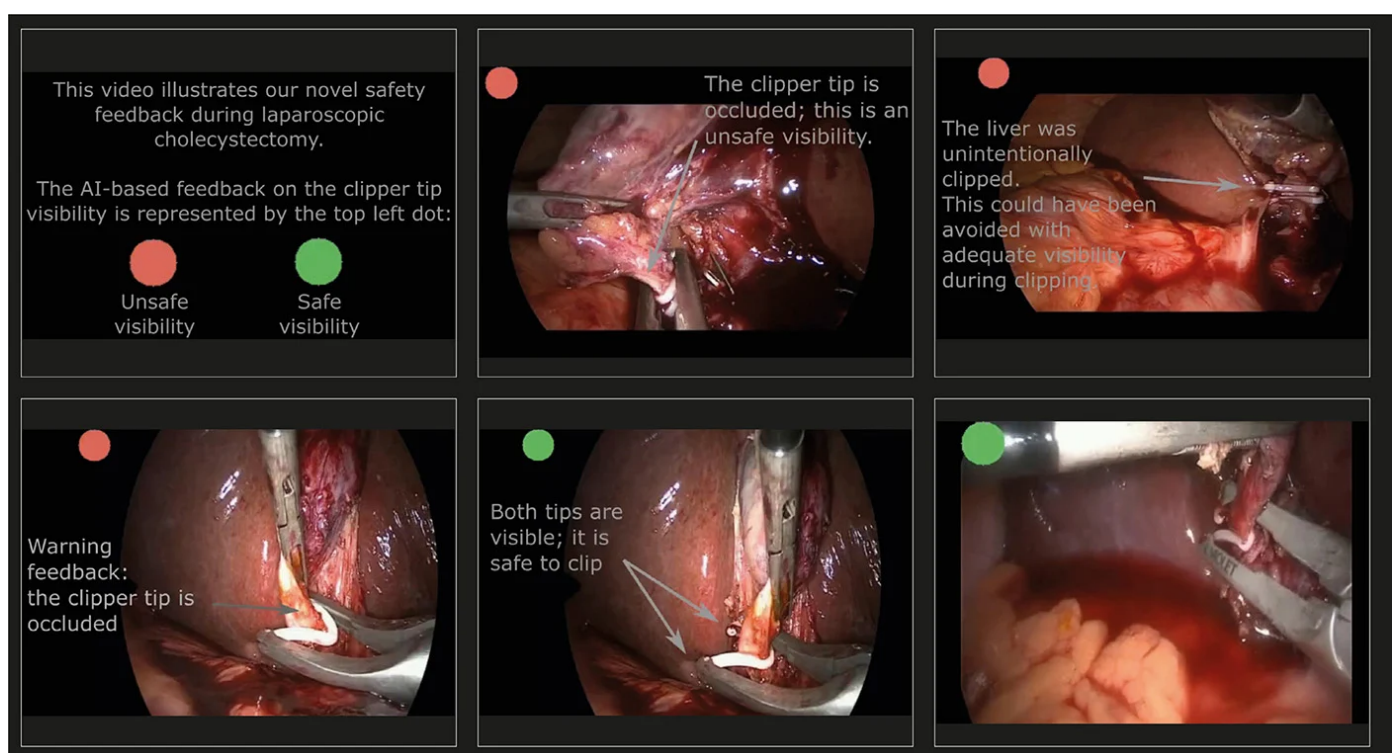 This video illustrates our novel safety
feedback during laparoscopic
cholecystectomy.
The AI-based feedback on the clipper tip
visibility is represented by the top left dot:
Unsafe
visibility
Safe
visibility
The clipper tip is
occluded; this is an
unsafe visibility.
The liver was
unintentionally
clipped.
This could have been
avoided with
adequate visibility
during clipping.
Warning
feedback:
the clipper tip is
occluded
Both tips are
visible; it is
safe to clip